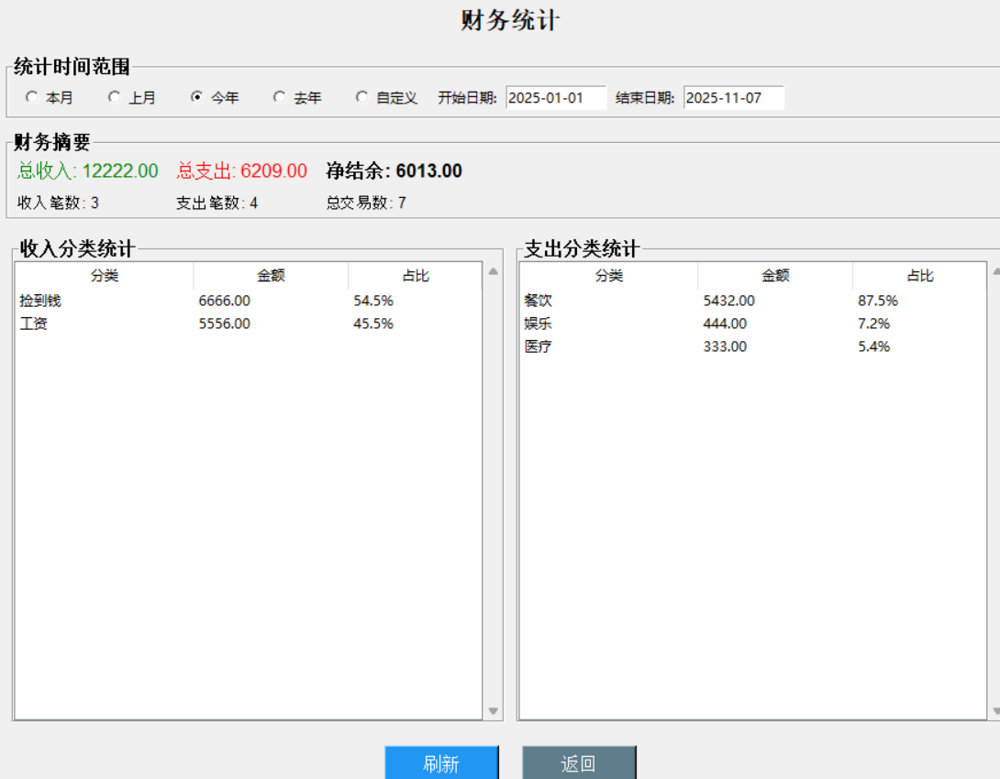 财务统计
统计时间范围
本月 上月 今年 去年 自定义 开始日期: 2025-01-01 结束日期: 2025-11-07
财务摘要
总收入: 12222.00 总支出: 6209.00 净结余: 6013.00
收入笔数: 3 支出笔数: 4 总交易数: 7
收入分类统计
分类 金额 占比
捡到钱 6666.00 54.5%
工资 5556.00 45.5%
支出分类统计
分类 金额 占比
餐饮 5432.00 87.5%
娱乐 444.00 7.2%
医疗 333.00 5.4%
刷新 返回